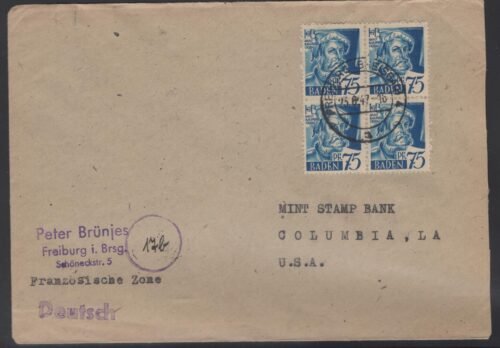 BADEN 75 PF BADEN 75
PF BADEN 75 PF BADEN 75
MINT STAMP BANK
COLUMBIA, LA
U.S.A.
Peter Brünjes
Freiburg i. Brsg.
Schöneckstr. 5
17b
Französische Zone
Deutsch